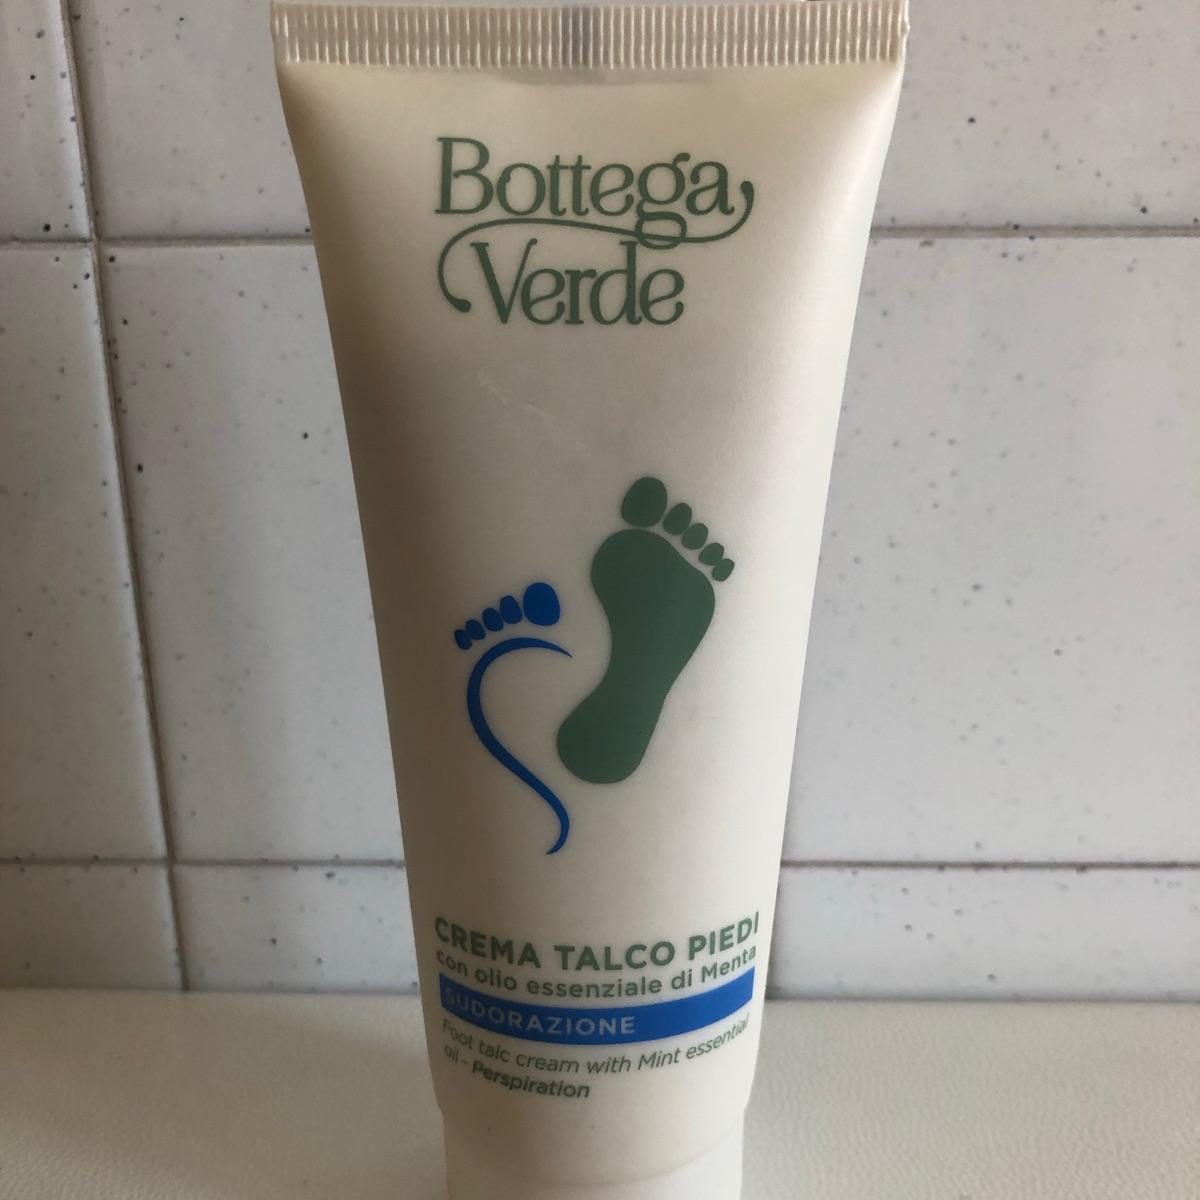 Bottega
Verde
CREMA TALCO PIEDI
con olio essenziale di Menta
SUDORAZIONE
Foot talc cream with Mint essential
oil - Perspiration